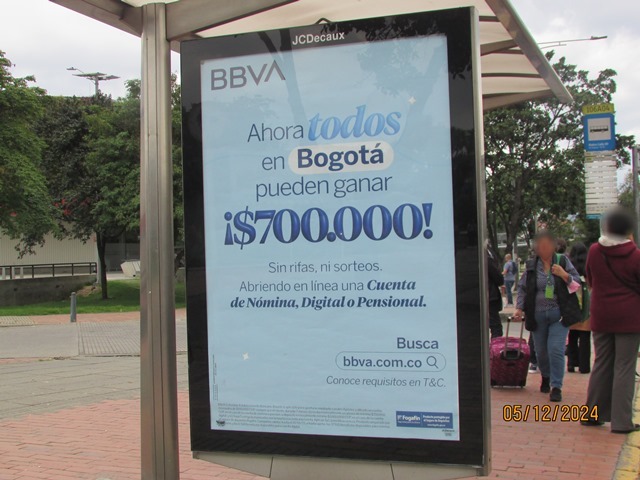 JCDecaux
BBVA
Ahora todos
en Bogotá
pueden ganar
¡$700.000!
Sin rifas, ni sorteos.
Abriendo en línea una Cuenta
de Nómina, Digital o Pensional.
Busca
bbva.com.co
Conoce requisitos en T&C.
Fogafín
05/12/2024